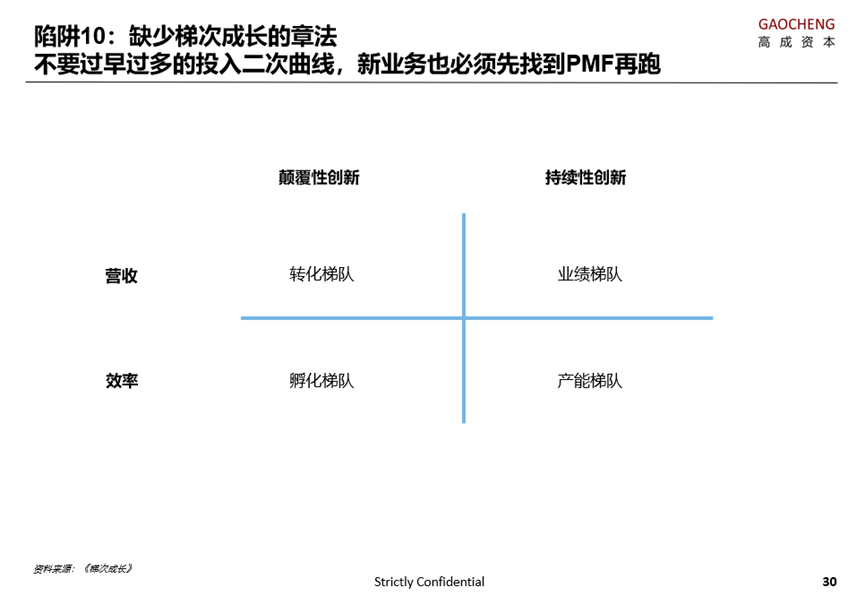 陷阱10：缺少梯次成长的章法
不要过早过多的投入二次曲线，新业务也必须先找到PMF再跑
GAOCHENG
高成资本
颠覆性创新 持续性创新
营收 转化梯队 业绩梯队
效率 孵化梯队 产能梯队
资料来源：《梯次成长》
Strictly Confidential
30